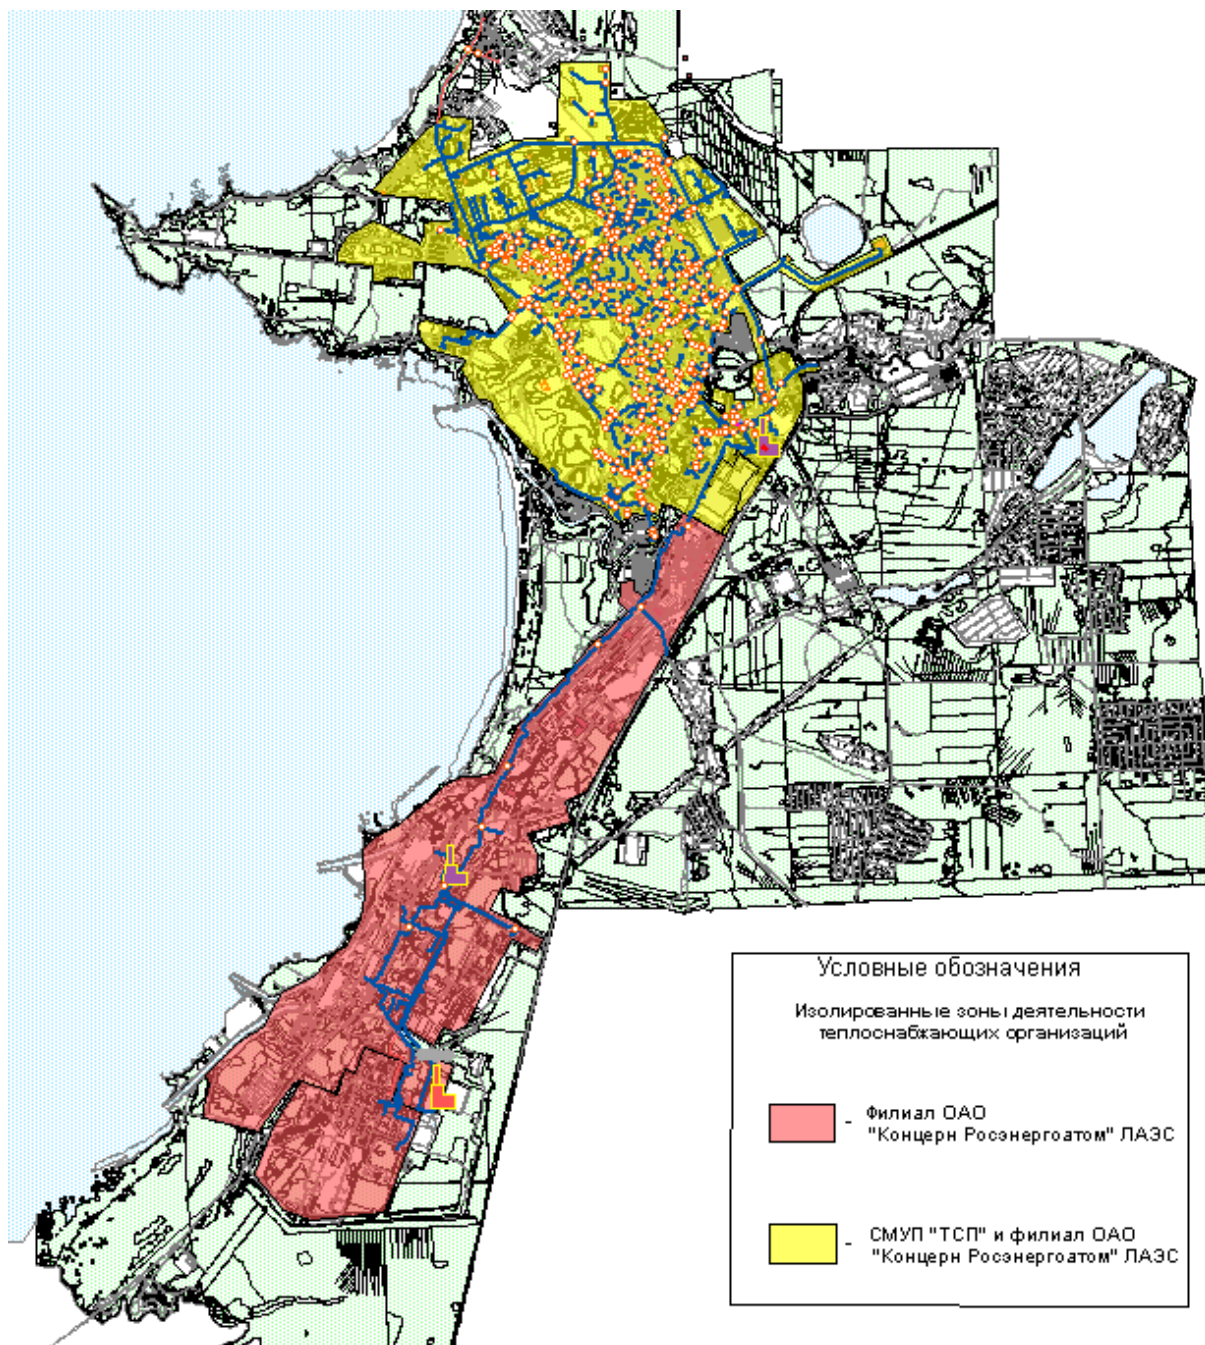 Условные обозначения
Изолированные зоны деятельности
теплоснабжающих организаций
- Филиал ОАО
"Концерн Росэнергоатом" ЛАЭС
- СМУП "ТСП" и филиал ОАО
"Концерн Росэнергоатом" ЛАЭС